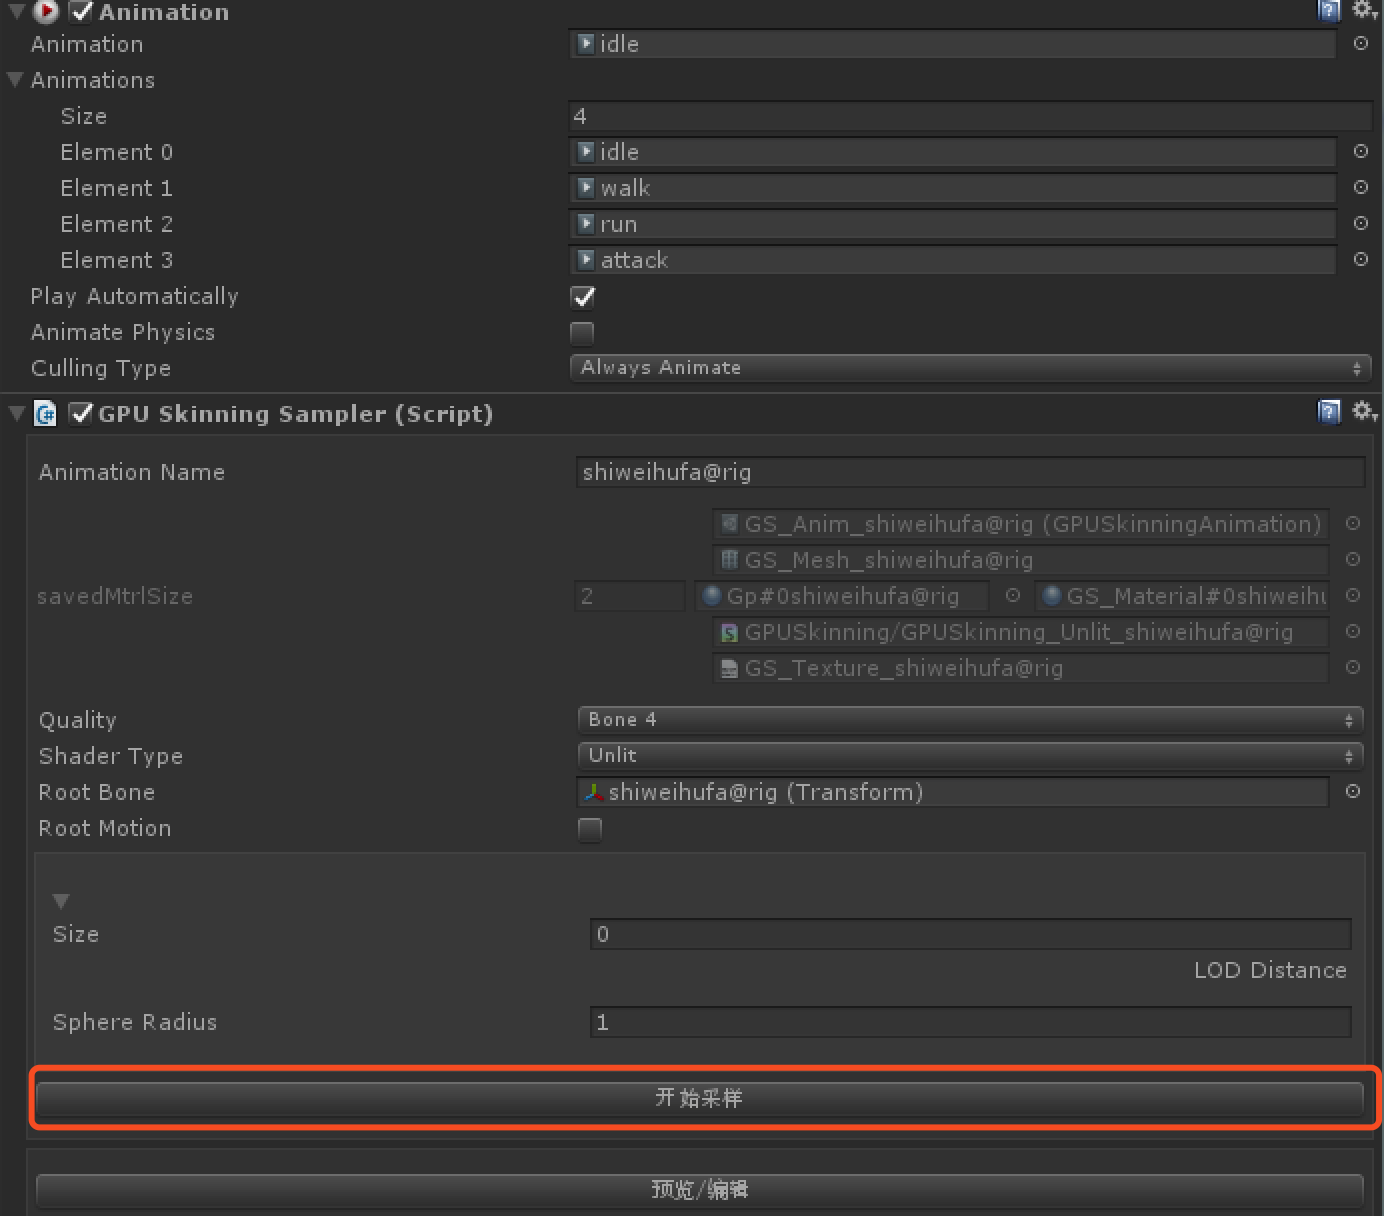 Animation
Animation idle
Animations
Size 4
Element 0 idle
Element 1 walk
Element 2 run
Element 3 attack
Play Automatically
Animate Physics
Culling Type Always Animate
GPU Skinning Sampler (Script)
Animation Name shiweihufa@rig
GS_Anim_shiweihufa@rig (GPUSkinningAnimation)
GS_Mesh_shiweihufa@rig
savedMtrlSize 2 Gp#0shiweihufa@rig GS_Material#0shiweihu
GPUSkinning/GPUSkinning_Unlit_shiweihufa@rig
GS_Texture_shiweihufa@rig
Quality Bone 4
Shader Type Unlit
Root Bone shiweihufa@rig (Transform)
Root Motion
Size 0
LOD Distance
Sphere Radius 1
开始采样
预览/编辑